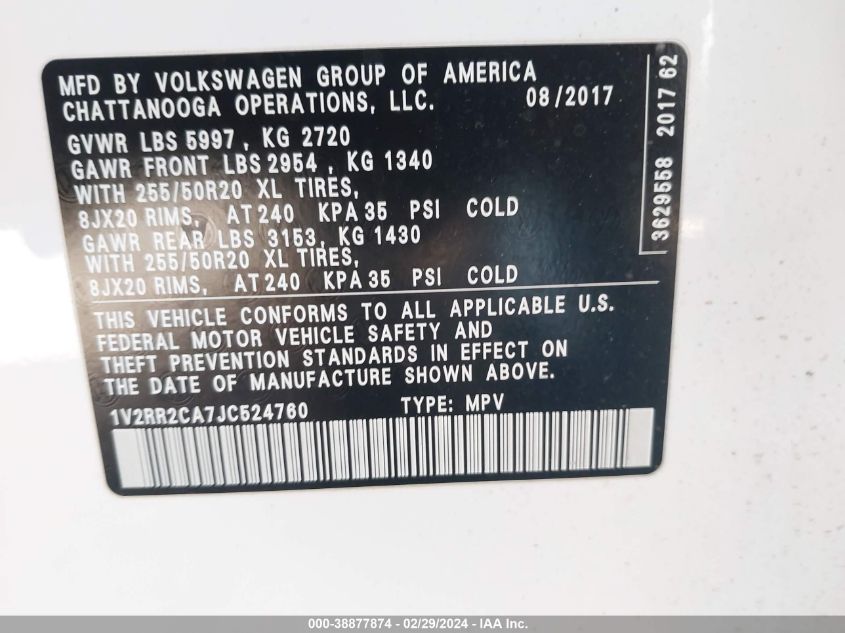 MFD BY VOLKSWAGEN GROUP OF AMERICA
CHATTANOOGA OPERATIONS, LLC. 08/2017
GVWR LBS 5997, KG 2720
GAWR FRONT LBS 2954, KG 1340
WITH 255/50R20 XL TIRES,
8JX20 RIMS, AT 240 KPA 35 PSI COLD
GAWR REAR LBS 3153, KG 1430
WITH 255/50R20 XL TIRES,
8JX20 RIMS, AT 240 KPA 35 PSI COLD
THIS VEHICLE CONFORMS TO ALL APPLICABLE U.S.
FEDERAL MOTOR VEHICLE SAFETY AND
THEFT PREVENTION STANDARDS IN EFFECT ON
THE DATE OF MANUFACTURE SHOWN ABOVE.
1V2RR2CA7JC524760 TYPE: MPV
3629558 2017 62
000-38877874 - 02/29/2024 - IAA Inc.